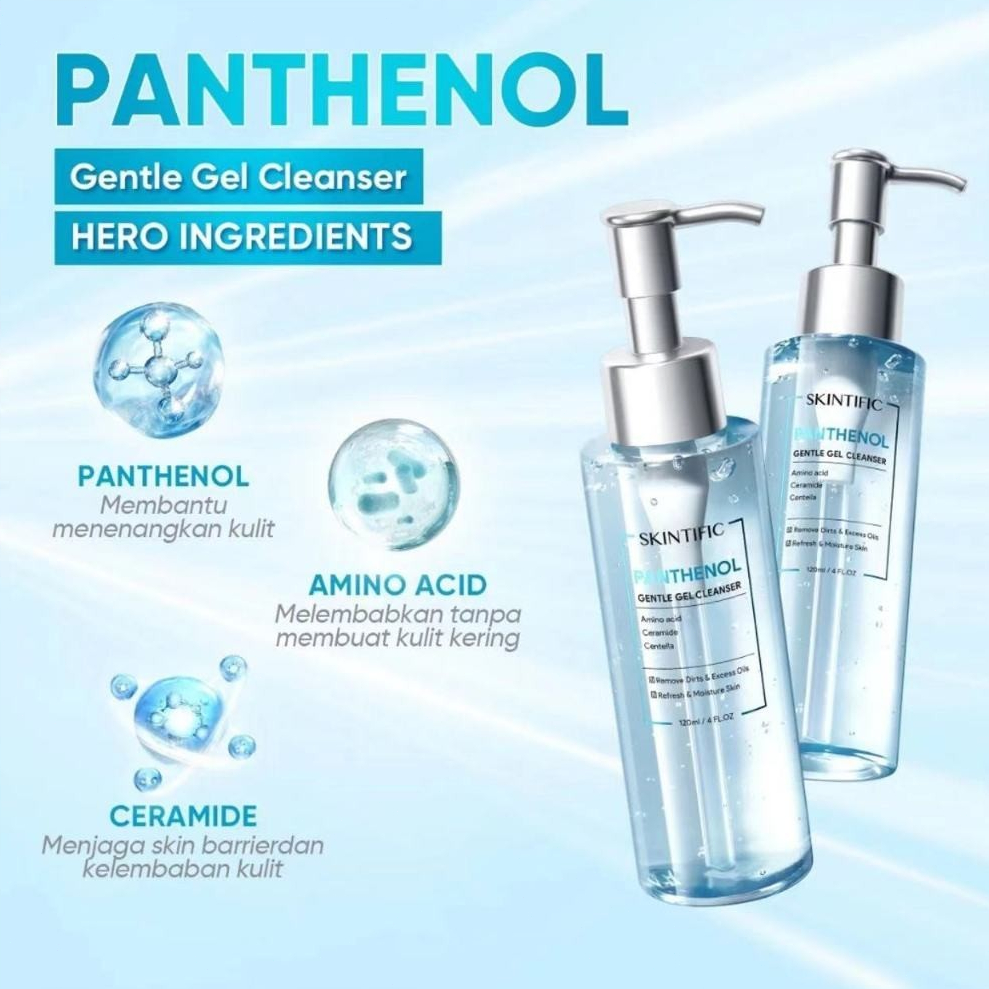 PANTHENOL
Gentle Gel Cleanser
HERO INGREDIENTS
PANTHENOL
Membantu
menenangkan kulit
AMINO ACID
Melembabkan tanpa
membuat kulit kering
CERAMIDE
Menjaga skin barrierdan
kelembaban kulit
SKINTIFIC
PANTHENOL
GENTLE GEL CLEANSER
Amino acid
Ceramide
Centella
Remove Dirts & Excess Oils
Refresh & Moisture Skin
120ml / 4 FL.OZ
SKINTIFIC
PANTHENOL
GENTLE GEL CLEANSER
Amino acid
Ceramide
Centella
Remove Dirts & Excess Oils
Refresh & Moisture Skin
120ml / 4 FL.OZ